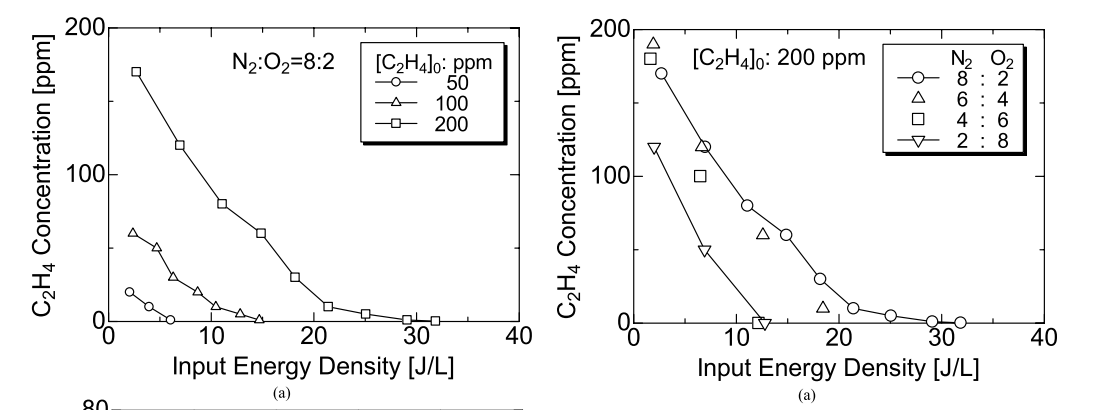 200
100
0
C₂H₄ Concentration [ppm]
N₂:O₂=8:2
[C₂H₄]₀: ppm
50
100
200
0 10 20 30 40
Input Energy Density [J/L]
(a)
80
200
100
0
C₂H₄ Concentration [ppm]
[C₂H₄]₀: 200 ppm
N₂ O₂
8 : 2
6 : 4
4 : 6
2 : 8
0 10 20 30 40
Input Energy Density [J/L]
(a)